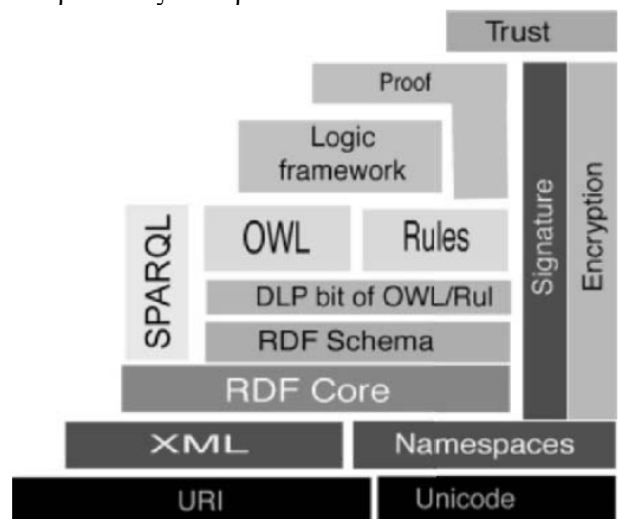 Trust
Proof
Logic
framework
Signature
Encryption
SPARQL
OWL
Rules
DLP bit of OWL/Rul
RDF Schema
RDF Core
XML
Namespaces
URI
Unicode